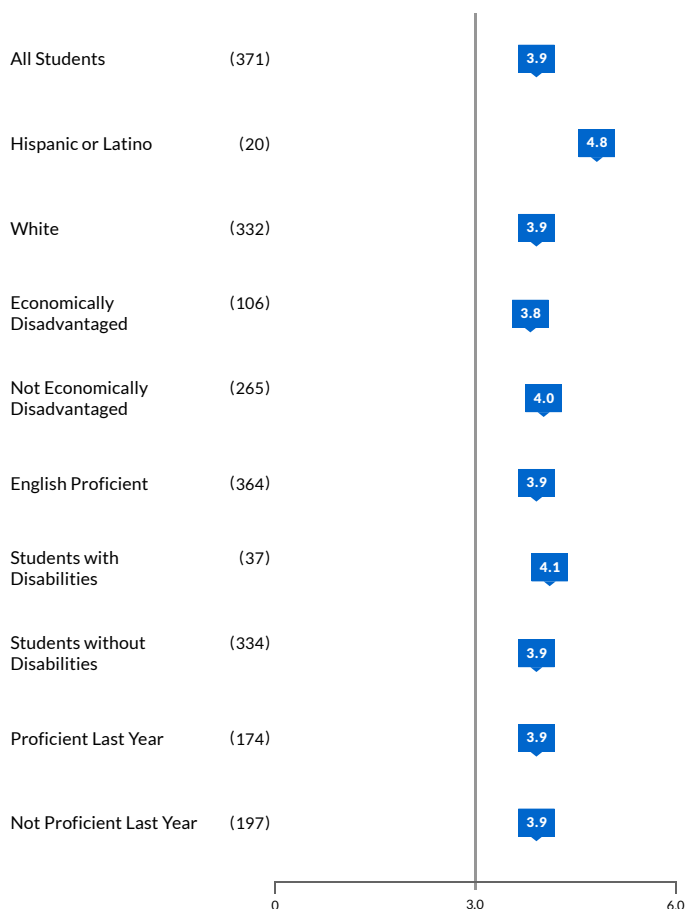 All Students (371) 3.9
Hispanic or Latino (20) 4.8
White (332) 3.9
Economically (106)
Disadvantaged 3.8
Not Economically (265)
Disadvantaged 4.0
English Proficient (364) 3.9
Students with (37)
Disabilities 4.1
Students without (334)
Disabilities 3.9
Proficient Last Year (174) 3.9
Not Proficient Last Year (197) 3.9
0 3.0 6.0